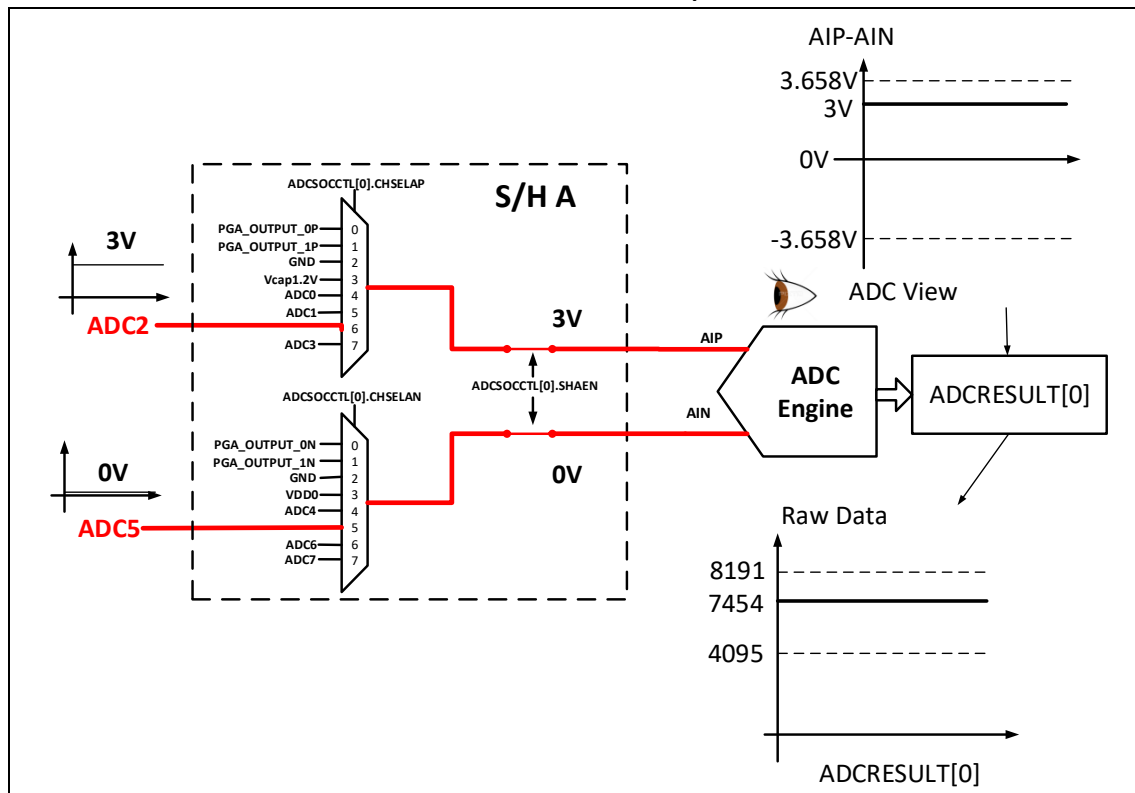 AIP-AIN
3.658V
3V
0V
-3.658V
ADC View
S/H A
ADCSOCCTL[0].CHSELAP
PGA_OUTPUT_0P 0
PGA_OUTPUT_1P 1
GND 2
Vcap1.2V 3
ADC0 4
ADC1 5
6
ADC3 7
3V
ADC2
3V
AIP
ADCSOCCTL[0].SHAEN
ADC
Engine
ADCRESULT[0]
AIN
0V
ADCSOCCTL[0].CHSELAN
PGA_OUTPUT_0N 0
PGA_OUTPUT_1N 1
GND 2
VDD0 3
ADC4 4
5
ADC6 6
ADC7 7
0V
ADC5
Raw Data
8191
7454
4095
ADCRESULT[0]